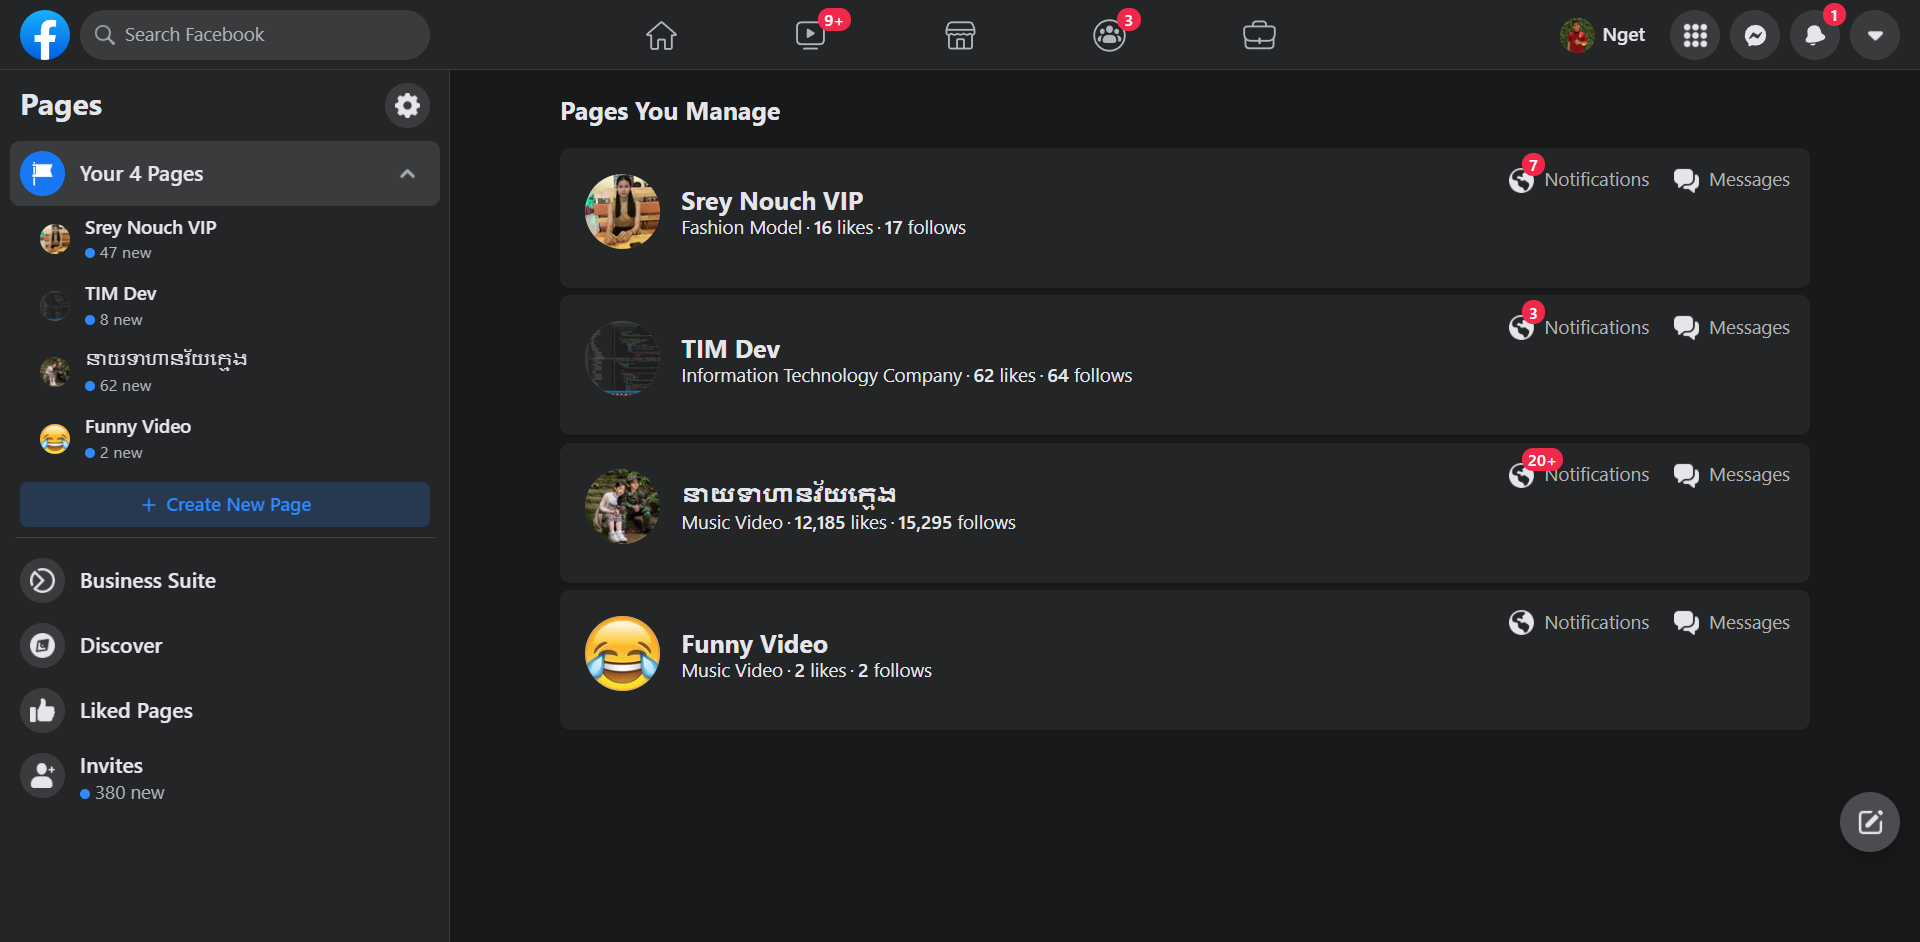 Search Facebook
9+
3
Nget
1
Pages
Your 4 Pages
Srey Nouch VIP
47 new
TIM Dev
8 new
នាយទាហានវ័យក្មេង
62 new
Funny Video
2 new
+ Create New Page
Business Suite
Discover
Liked Pages
Invites
380 new
Pages You Manage
Srey Nouch VIP
Fashion Model · 16 likes · 17 follows
7
Notifications
Messages
TIM Dev
Information Technology Company · 62 likes · 64 follows
3
Notifications
Messages
នាយទាហានវ័យក្មេង
Music Video · 12,185 likes · 15,295 follows
20+
Notifications
Messages
Funny Video
Music Video · 2 likes · 2 follows
Notifications
Messages